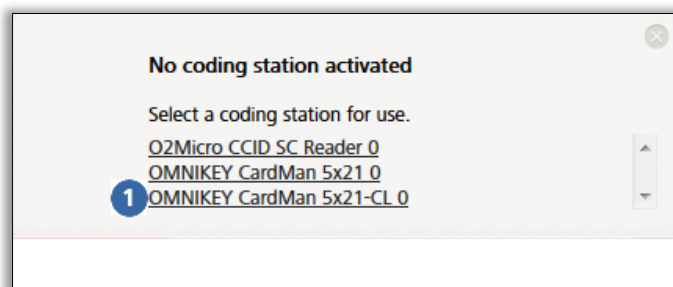 No coding station activated
Select a coding station for use.
O2Micro CCID SC Reader 0
OMNIKEY CardMan 5x21 0
1 OMNIKEY CardMan 5x21-CL 0